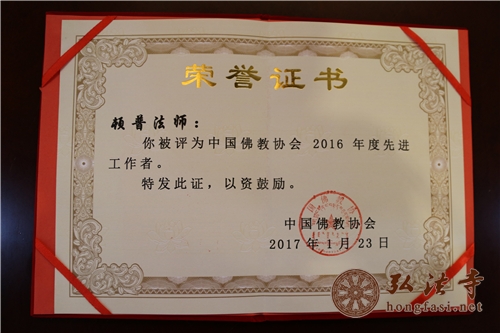 荣誉证书
顿普法师：
你被评为中国佛教协会 2016 年度先进
工作者。
特发此证，以资鼓励。
中国佛教协会
2017 年 1 月 23 日
弘法寺
hongfasi.net